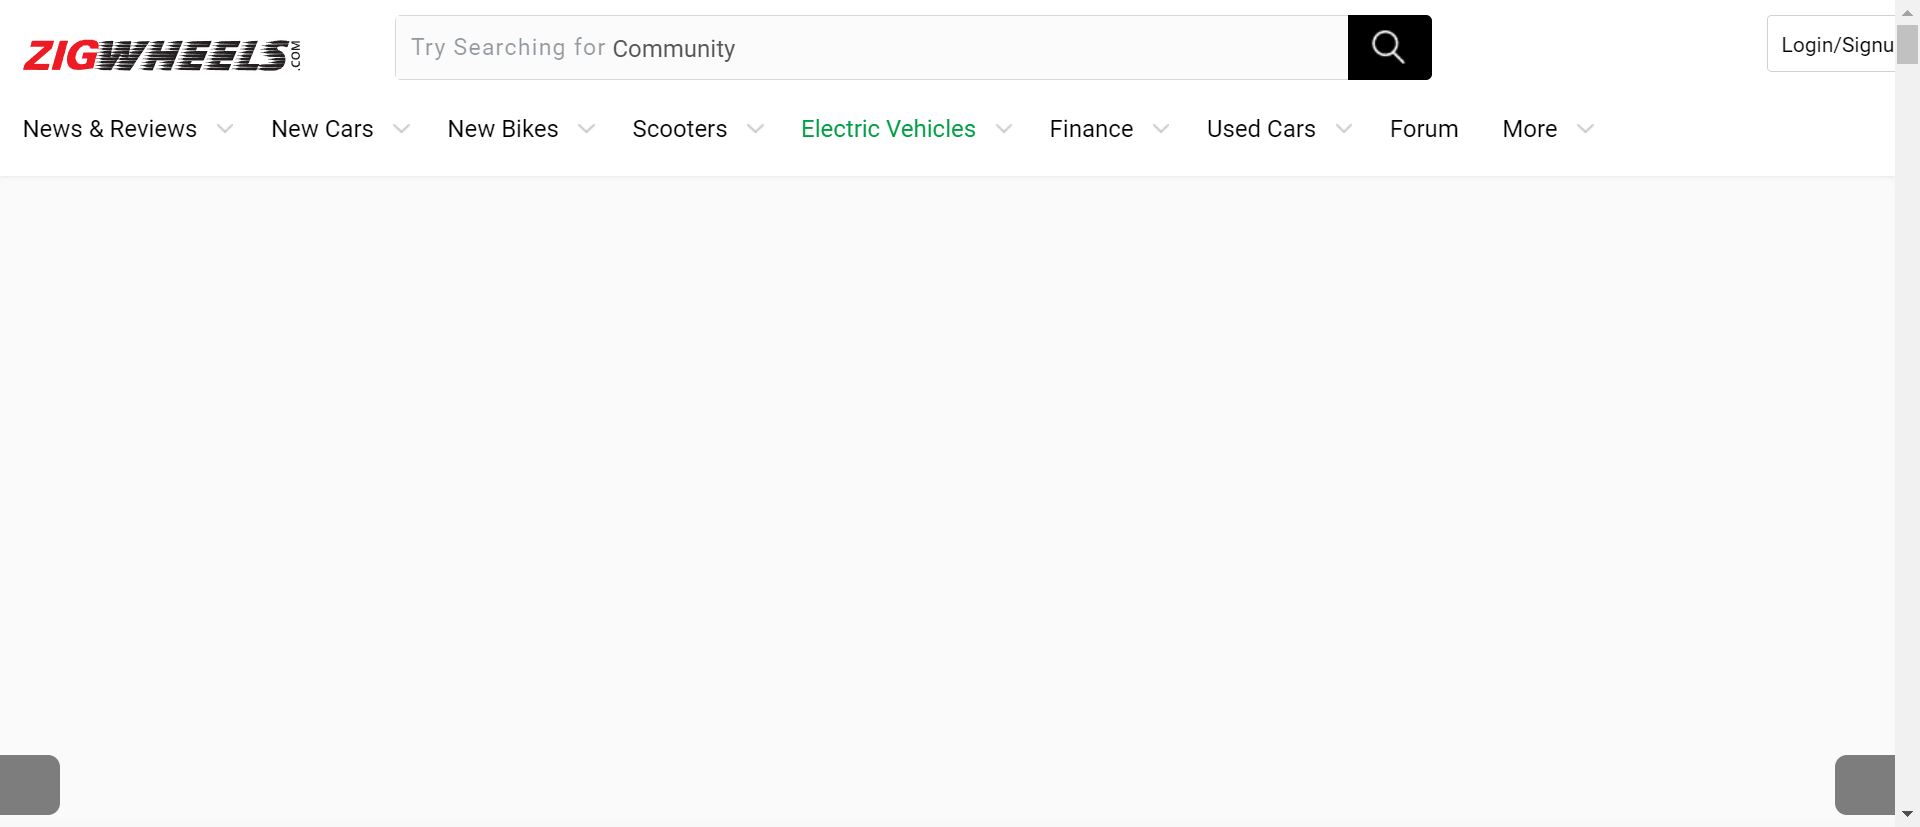 ZIGWHEELS.COM
Try Searching for Community
Login/Signu
News & Reviews New Cars New Bikes Scooters Electric Vehicles Finance Used Cars Forum More